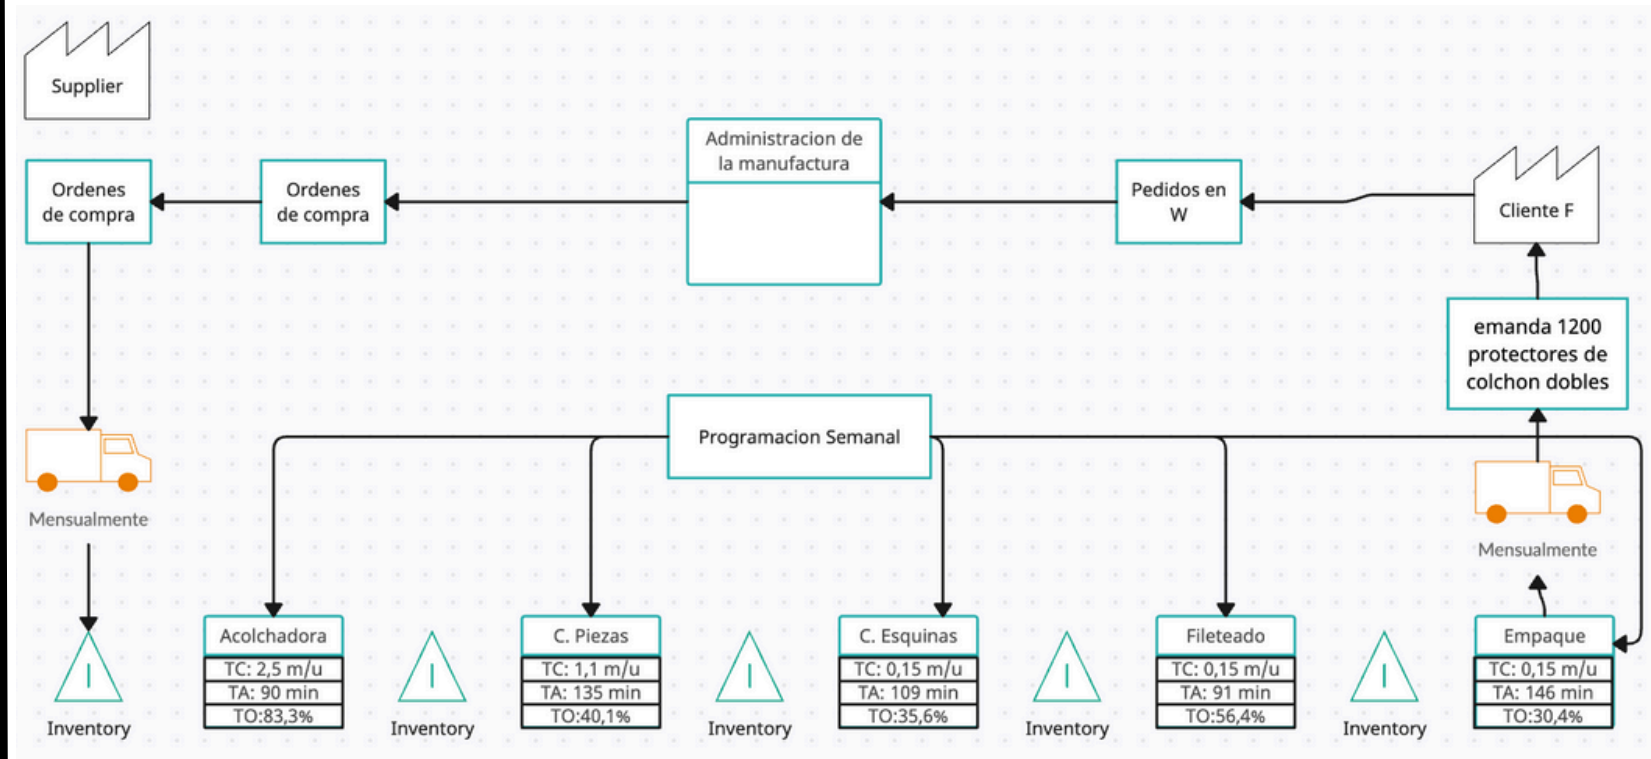 Supplier
Ordenes
de compra
Ordenes
de compra
Administracion de
la manufactura
Pedidos en
W
Cliente F
emanda 1200
protectores de
colchon dobles
Programacion Semanal
Mensualmente
Mensualmente
Inventory
Acolchadora
TC: 2,5 m/u
TA: 90 min
TO:83,3%
Inventory
C. Piezas
TC: 1,1 m/u
TA: 135 min
TO:40,1%
Inventory
C. Esquinas
TC: 0,15 m/u
TA: 109 min
TO:35,6%
Inventory
Fileteado
TC: 0,15 m/u
TA: 91 min
TO:56,4%
Inventory
Empaque
TC: 0,15 m/u
TA: 146 min
TO:30,4%